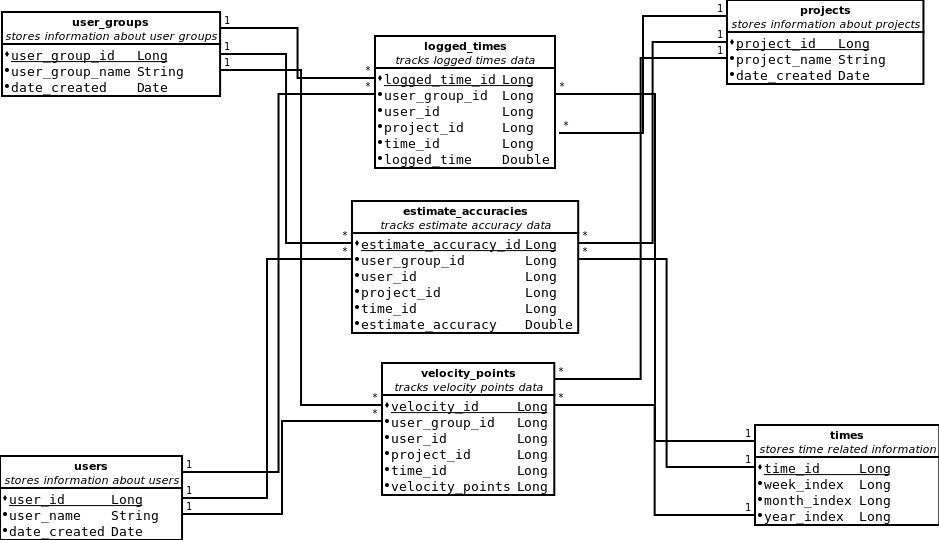 user_groups
stores information about user groups
user_group_id Long
user_group_name String
date_created Date
logged_times
tracks logged times data
logged_time_id Long
user_group_id Long
user_id Long
project_id Long
time_id Long
logged_time Double
projects
stores information about projects
project_id Long
project_name String
date_created Date
estimate_accuracies
tracks estimate accuracy data
estimate_accuracy_id Long
user_group_id Long
user_id Long
project_id Long
time_id Long
estimate_accuracy Double
velocity_points
tracks velocity points data
velocity_id Long
user_group_id Long
user_id Long
project_id Long
time_id Long
velocity_points Long
users
stores information about users
user_id Long
user_name String
date_created Date
times
stores time related information
time_id Long
week_index Long
month_index Long
year_index Long
1
1
1
*
*
*
*
1
1
1
*
*
*
*
*
*
*
*
1
1
1
1
1
1